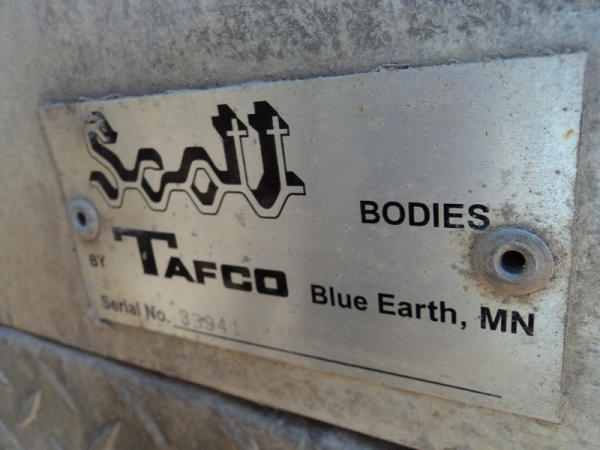 Scott BODIES
BY TAFCO Blue Earth, MN
Serial No. 33941